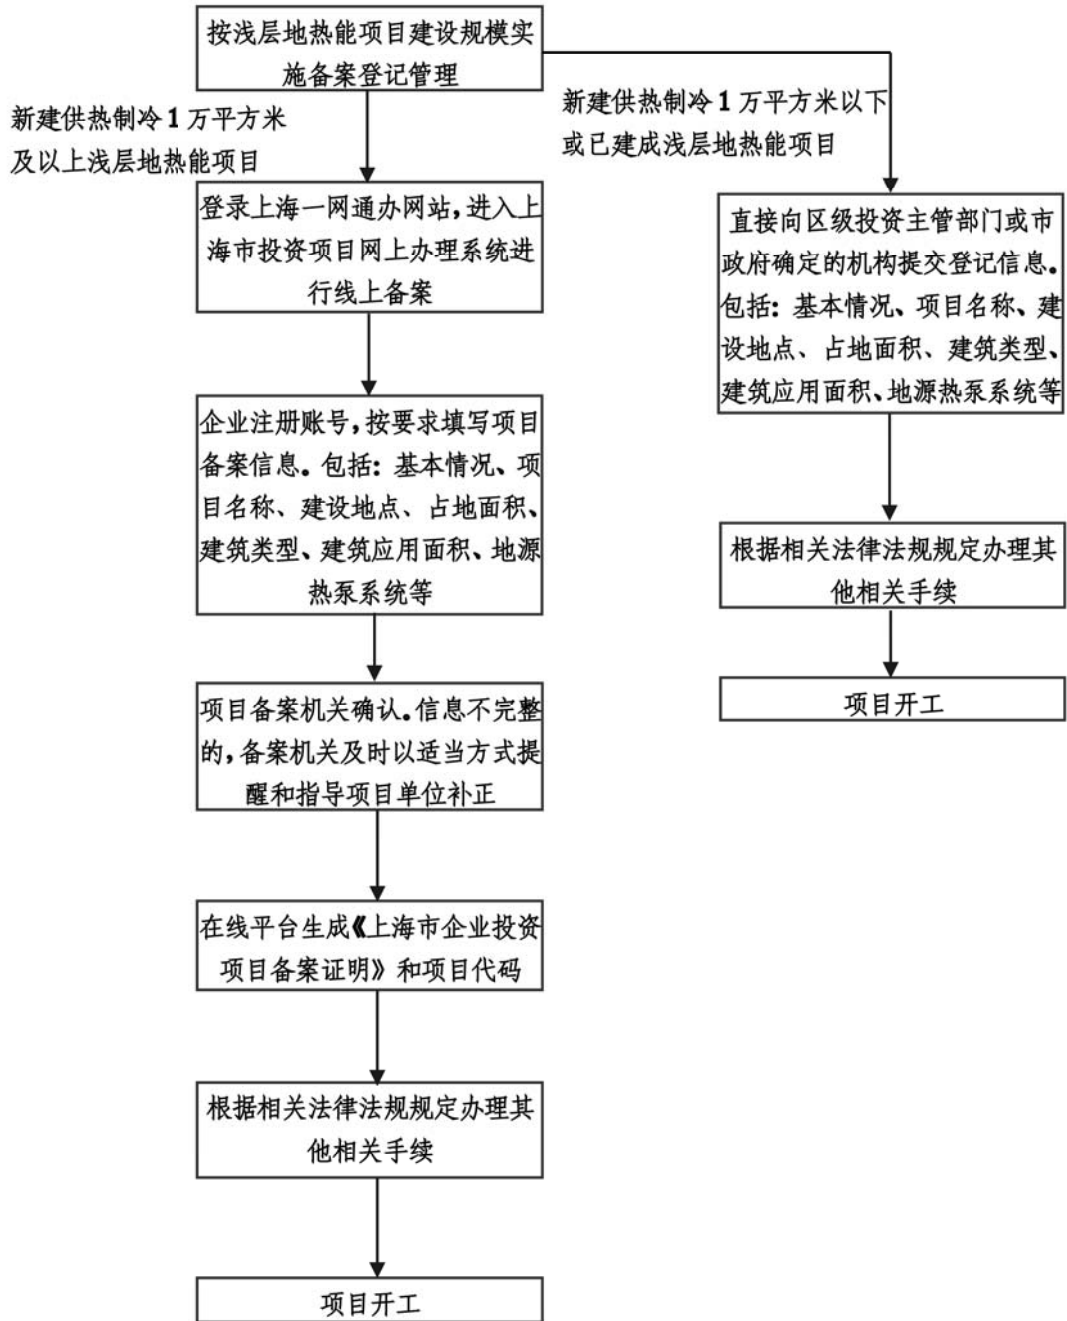 按浅层地热能项目建设规模实
施备案登记管理
新建供热制冷1万平方米
及以上浅层地热能项目
登录上海一网通办网站，进入上
海市投资项目网上办理系统进
行线上备案
企业注册账号，按要求填写项目
备案信息。包括：基本情况、项
目名称、建设地点、占地面积、
建筑类型、建筑应用面积、地源
热泵系统等
项目备案机关确认。信息不完整
的，备案机关及时以适当方式提
醒和指导项目单位补正
在线平台生成《上海市企业投资
项目备案证明》和项目代码
根据相关法律法规规定办理其
他相关手续
项目开工
新建供热制冷1万平方米以下
或已建成浅层地热能项目
直接向区级投资主管部门或市
政府确定的机构提交登记信息。
包括：基本情况、项目名称、建
设地点、占地面积、建筑类型、
建筑应用面积、地源热泵系统等
根据相关法律法规规定办理其
他相关手续
项目开工